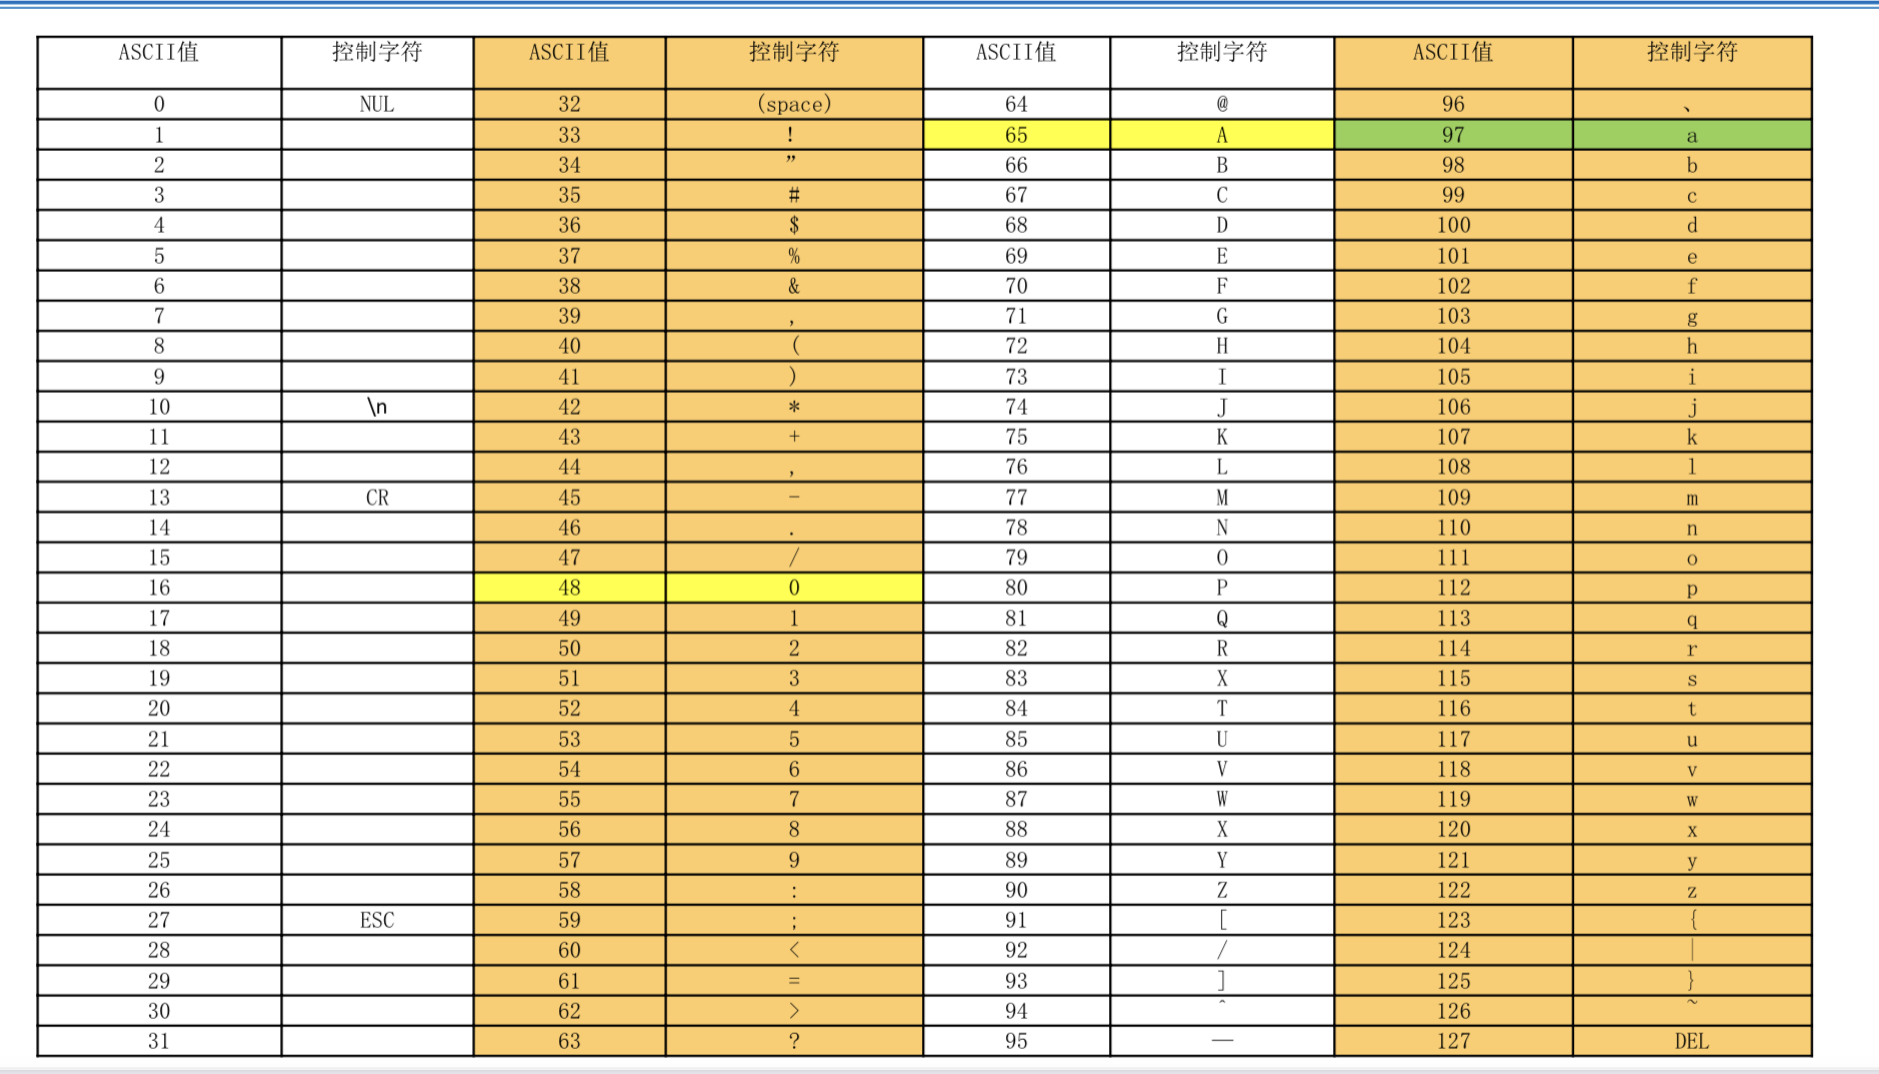 ASCII值 控制字符 ASCII值 控制字符 ASCII值 控制字符 ASCII值 控制字符
0 NUL 32 (space) 64 @ 96 、
1 33 ! 65 A 97 a
2 34 ” 66 B 98 b
3 35 # 67 C 99 c
4 36 $ 68 D 100 d
5 37 % 69 E 101 e
6 38 & 70 F 102 f
7 39 , 71 G 103 g
8 40 ( 72 H 104 h
9 41 ) 73 I 105 i
10 \n 42 * 74 J 106 j
11 43 + 75 K 107 k
12 44 , 76 L 108 l
13 CR 45 - 77 M 109 m
14 46 . 78 N 110 n
15 47 / 79 O 111 o
16 48 0 80 P 112 p
17 49 1 81 Q 113 q
18 50 2 82 R 114 r
19 51 3 83 X 115 s
20 52 4 84 T 116 t
21 53 5 85 U 117 u
22 54 6 86 V 118 v
23 55 7 87 W 119 w
24 56 8 88 X 120 x
25 57 9 89 Y 121 y
26 58 : 90 Z 122 z
27 ESC 59 ; 91 [ 123 {
28 60 < 92 / 124 |
29 61 = 93 ] 125 }
30 62 > 94 ^ 126 ~
31 63 ? 95 — 127 DEL